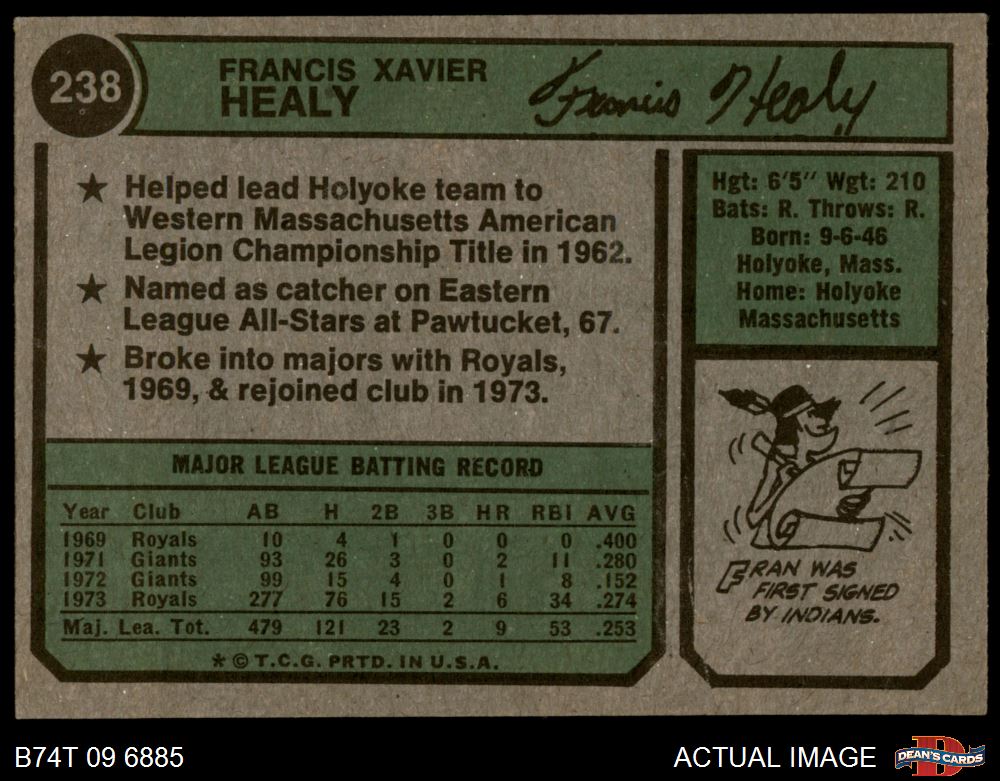 238
FRANCIS XAVIER
HEALY
Francis Healy
★ Helped lead Holyoke team to
Western Massachusetts American
Legion Championship Title in 1962.
★ Named as catcher on Eastern
League All-Stars at Pawtucket, 67.
★ Broke into majors with Royals,
1969, & rejoined club in 1973.
Hgt: 6'5" Wgt: 210
Bats: R. Throws: R.
Born: 9-6-46
Holyoke, Mass.
Home: Holyoke
Massachusetts
FRAN WAS
FIRST SIGNED
BY INDIANS.
MAJOR LEAGUE BATTING RECORD
Year Club AB H 2B 3B HR RBI AVG
1969 Royals 10 4 1 0 0 0 .400
1971 Giants 93 26 3 0 2 11 .280
1972 Giants 99 15 4 0 1 8 .152
1973 Royals 277 76 15 2 6 34 .274
Maj. Lea. Tot. 479 121 23 2 9 53 .253
* © T.C.G. PRTD. IN U.S.A.
B74T 09 6885
ACTUAL IMAGE
D
DEAN'S CARDS